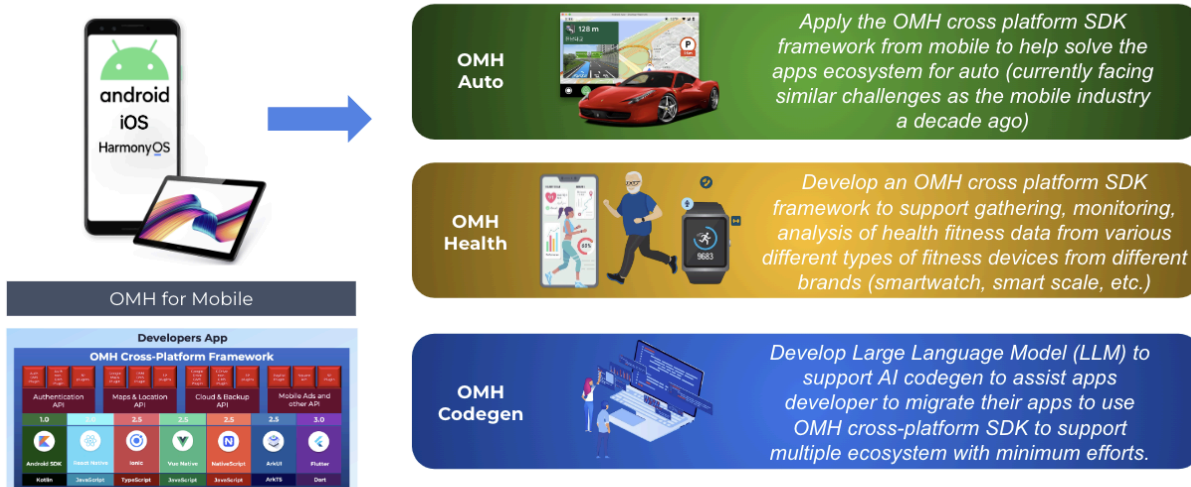 android
iOS
HarmonyOS
OMH for Mobile
Developers App
OMH Cross-Platform Framework
Authentication
API
Maps & Location
API
Cloud & Backup
API
Mobile Ads and
other API
1.0
2.5
2.5
2.5
2.5
3.0
Android SDK
React Native
Ionic
Vue Native
NativeScript
ArkUI
Flutter
Kotlin
JavaScript
TypeScript
JavaScript
JavaScript
ArkTS
Dart
OMH
Auto
128 m
P
Apply the OMH cross platform SDK
framework from mobile to help solve the
apps ecosystem for auto (currently facing
similar challenges as the mobile industry
a decade ago)
OMH
Health
80%
9683
Develop an OMH cross platform SDK
framework to support gathering, monitoring,
analysis of health fitness data from various
different types of fitness devices from different
brands (smartwatch, smart scale, etc.)
OMH
Codegen
Develop Large Language Model (LLM) to
support AI codegen to assist apps
developer to migrate their apps to use
OMH cross-platform SDK to support
multiple ecosystem with minimum efforts.